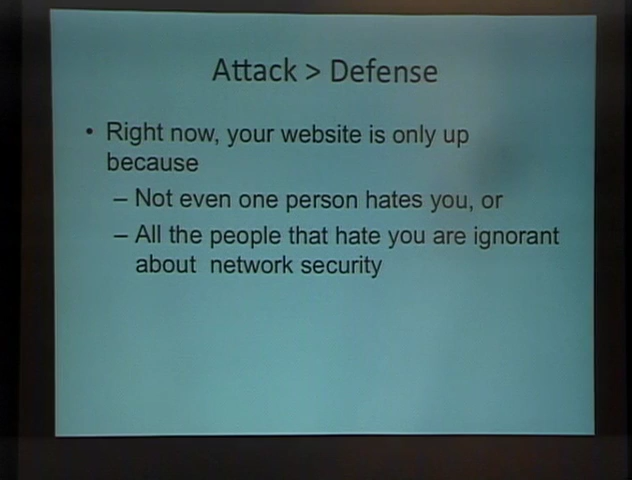 Attack > Defense
• Right now, your website is only up
because
– Not even one person hates you, or
– All the people that hate you are ignorant
about network security